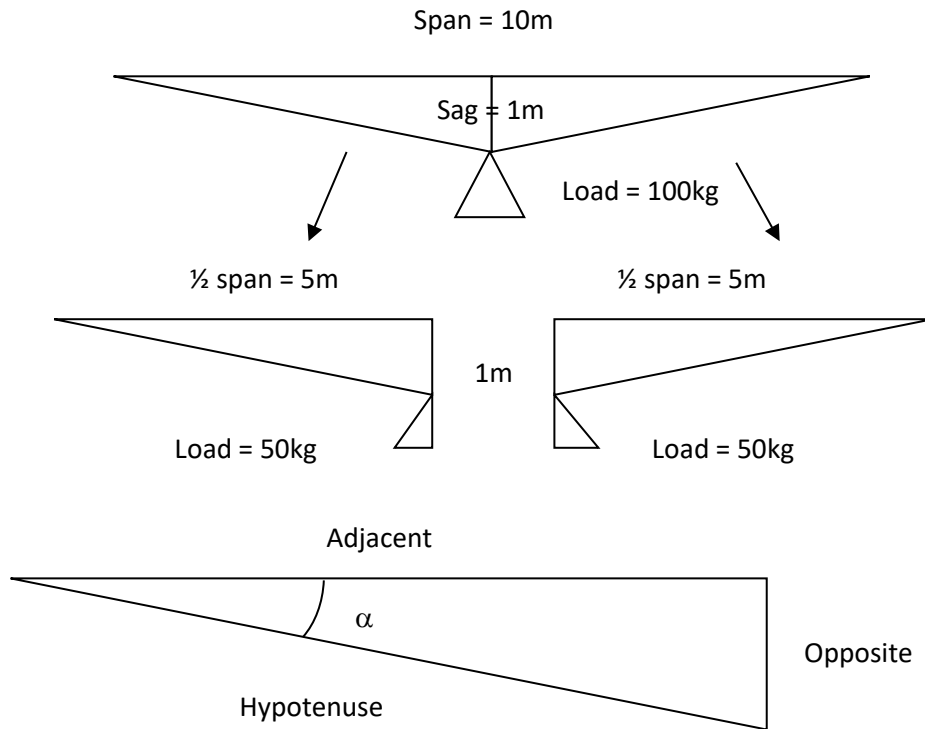 Span = 10m
Sag = 1m
Load = 100kg
½ span = 5m
½ span = 5m
1m
Load = 50kg
Load = 50kg
Adjacent
α
Opposite
Hypotenuse